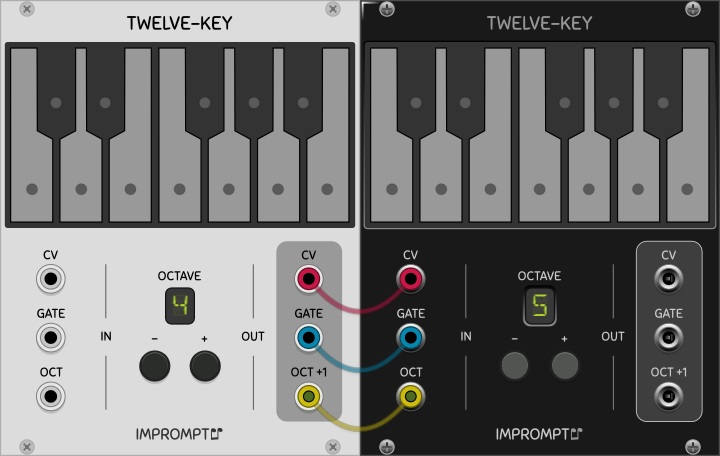 TWELVE-KEY
CV
GATE
IN
OCT
OCTAVE
4
- +
OUT
CV
GATE
OCT +1
IMPROMPTU
TWELVE-KEY
CV
GATE
IN
OCT
OCTAVE
5
- +
OUT
CV
GATE
OCT +1
IMPROMPTU